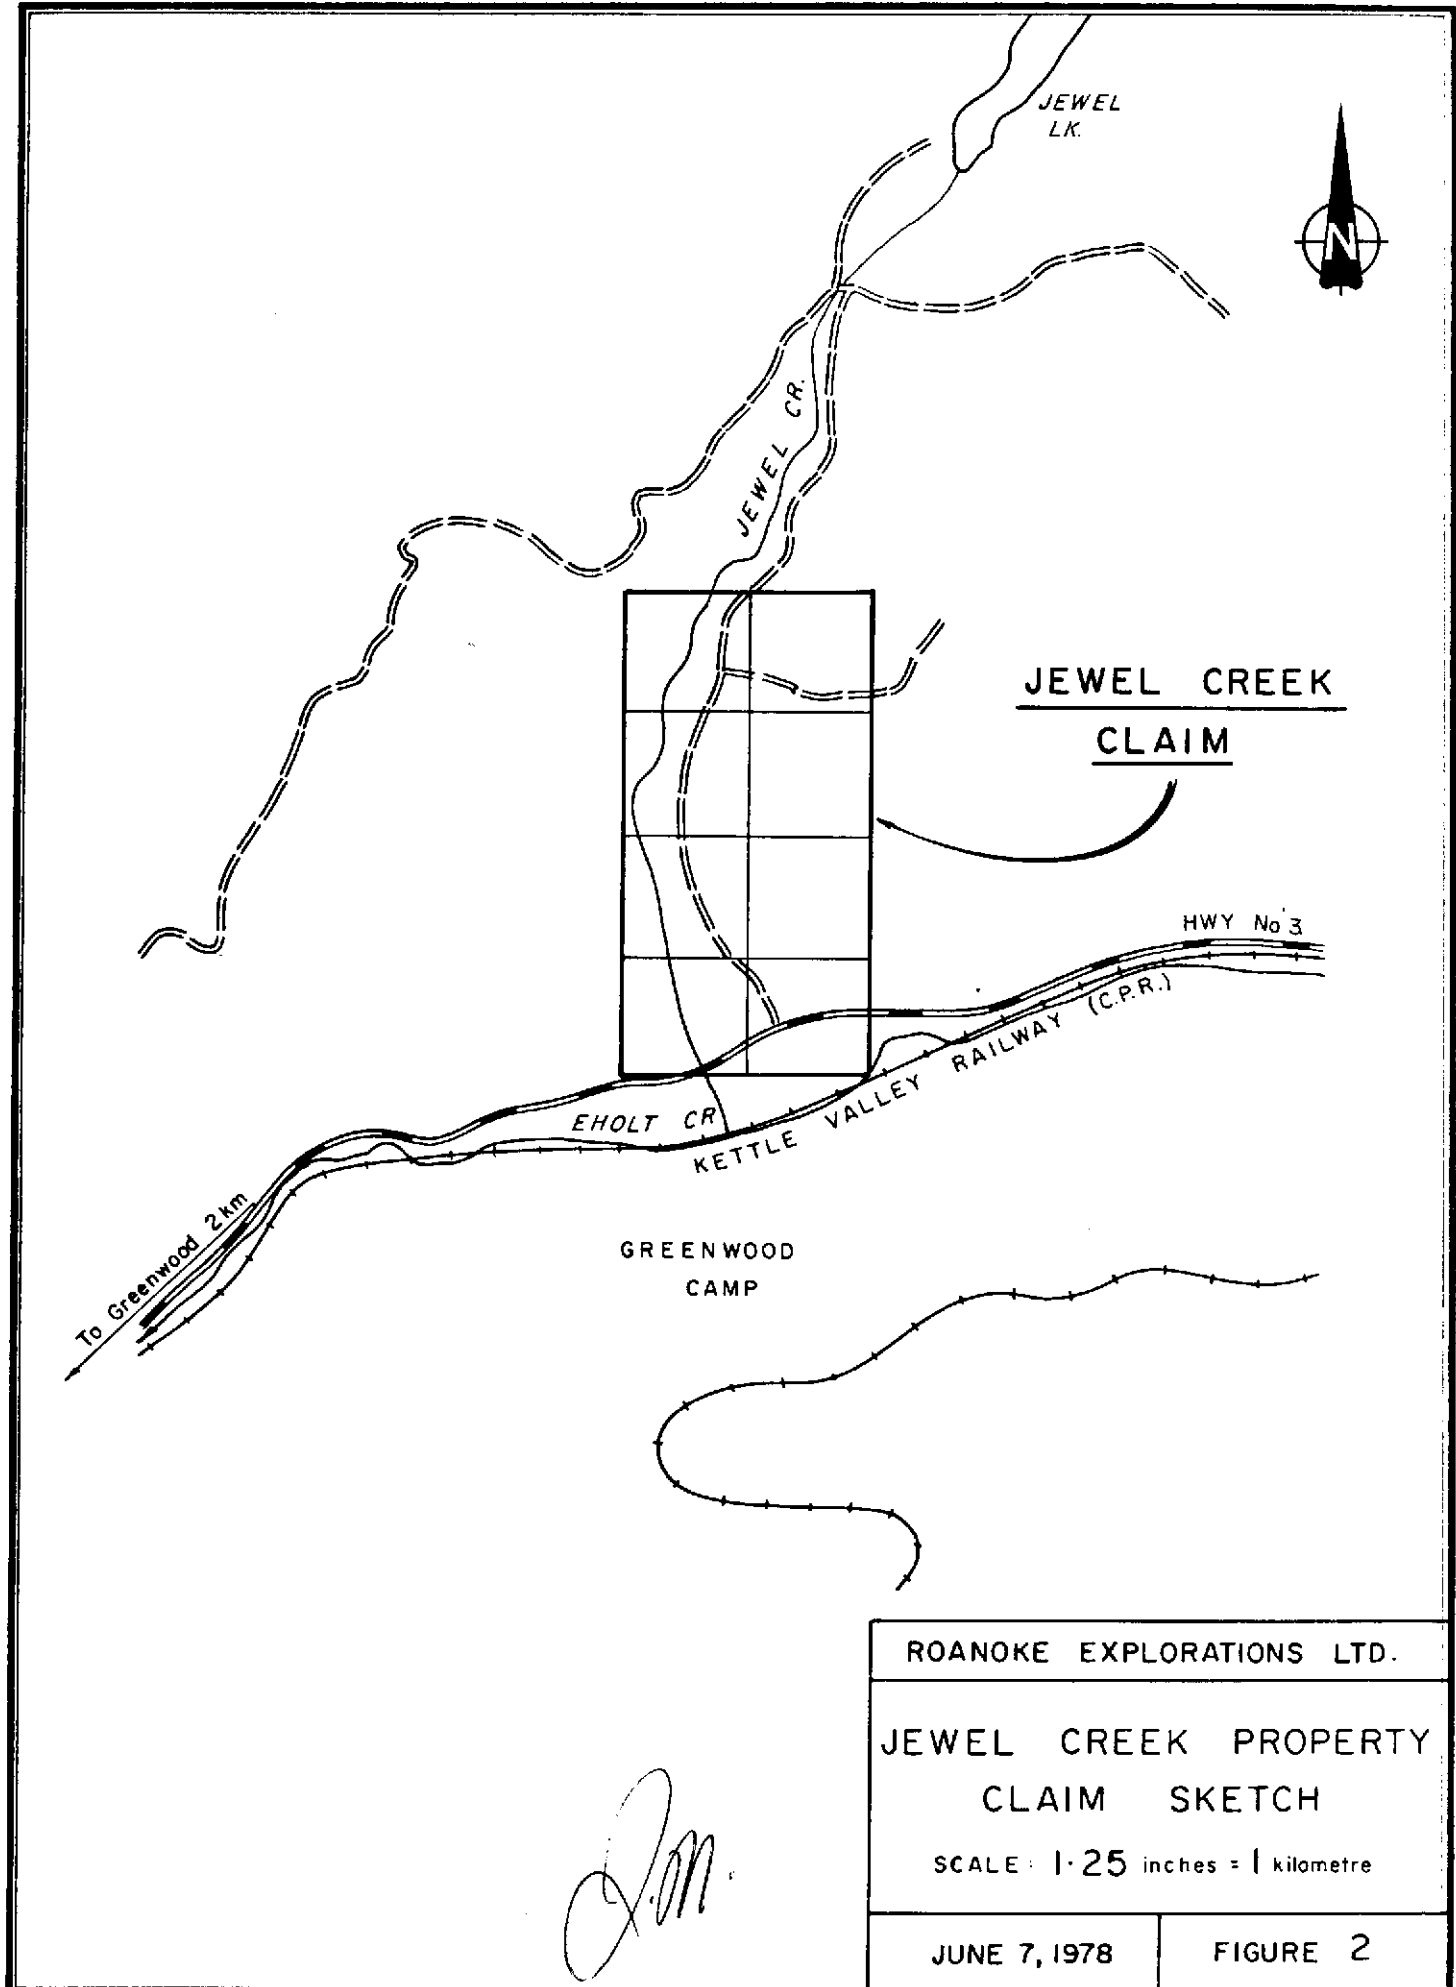 JEWEL
LK.
N
JEWEL CR.
JEWEL CREEK
CLAIM
HWY No 3
KETTLE VALLEY RAILWAY (C.P.R.)
EHOLT CR
To Greenwood 2km
GREENWOOD
CAMP
ROANOKE EXPLORATIONS LTD.
JEWEL CREEK PROPERTY
CLAIM SKETCH
SCALE: 1.25 inches = 1 kilometre
JUNE 7, 1978
FIGURE 2